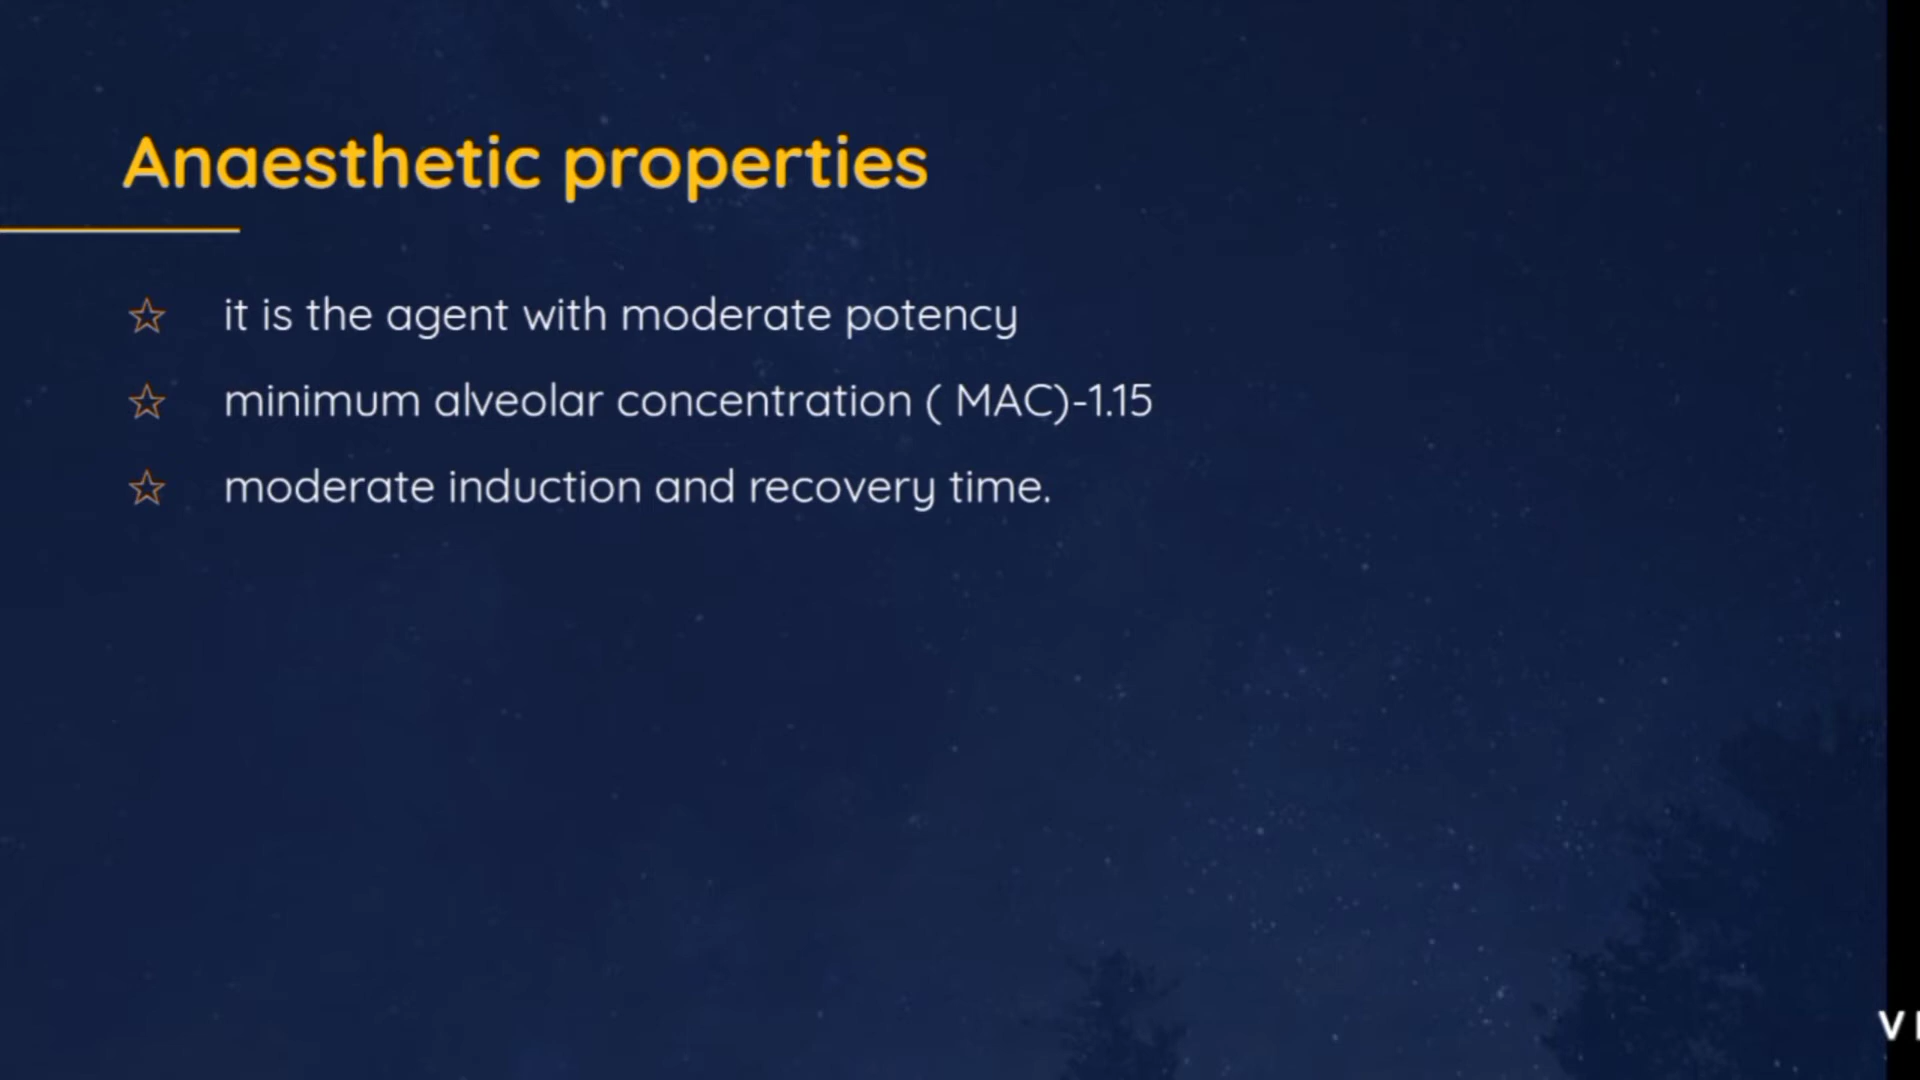 Anaesthetic properties
☆ it is the agent with moderate potency
☆ minimum alveolar concentration ( MAC)-1.15
☆ moderate induction and recovery time.